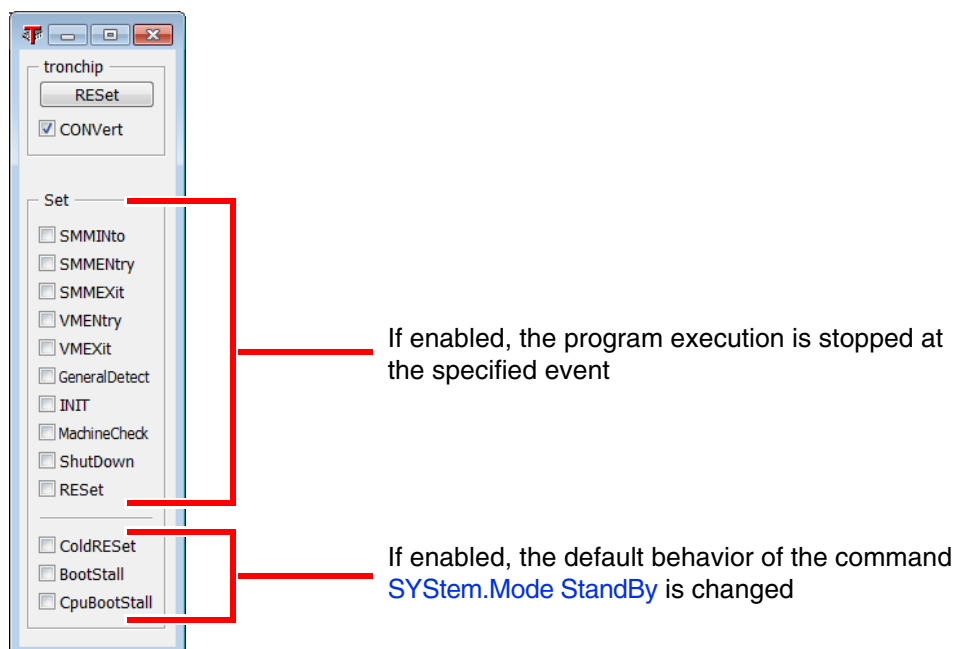 tronchip
RESet
CONVert
Set
SMMINto
SMMENtry
SMMEXit
VMENtry
VMEXit
GeneralDetect
INIT
MachineCheck
ShutDown
RESet
If enabled, the program execution is stopped at
the specified event
ColdRESet
BootStall
CpuBootStall
If enabled, the default behavior of the command
SYStem.Mode StandBy is changed